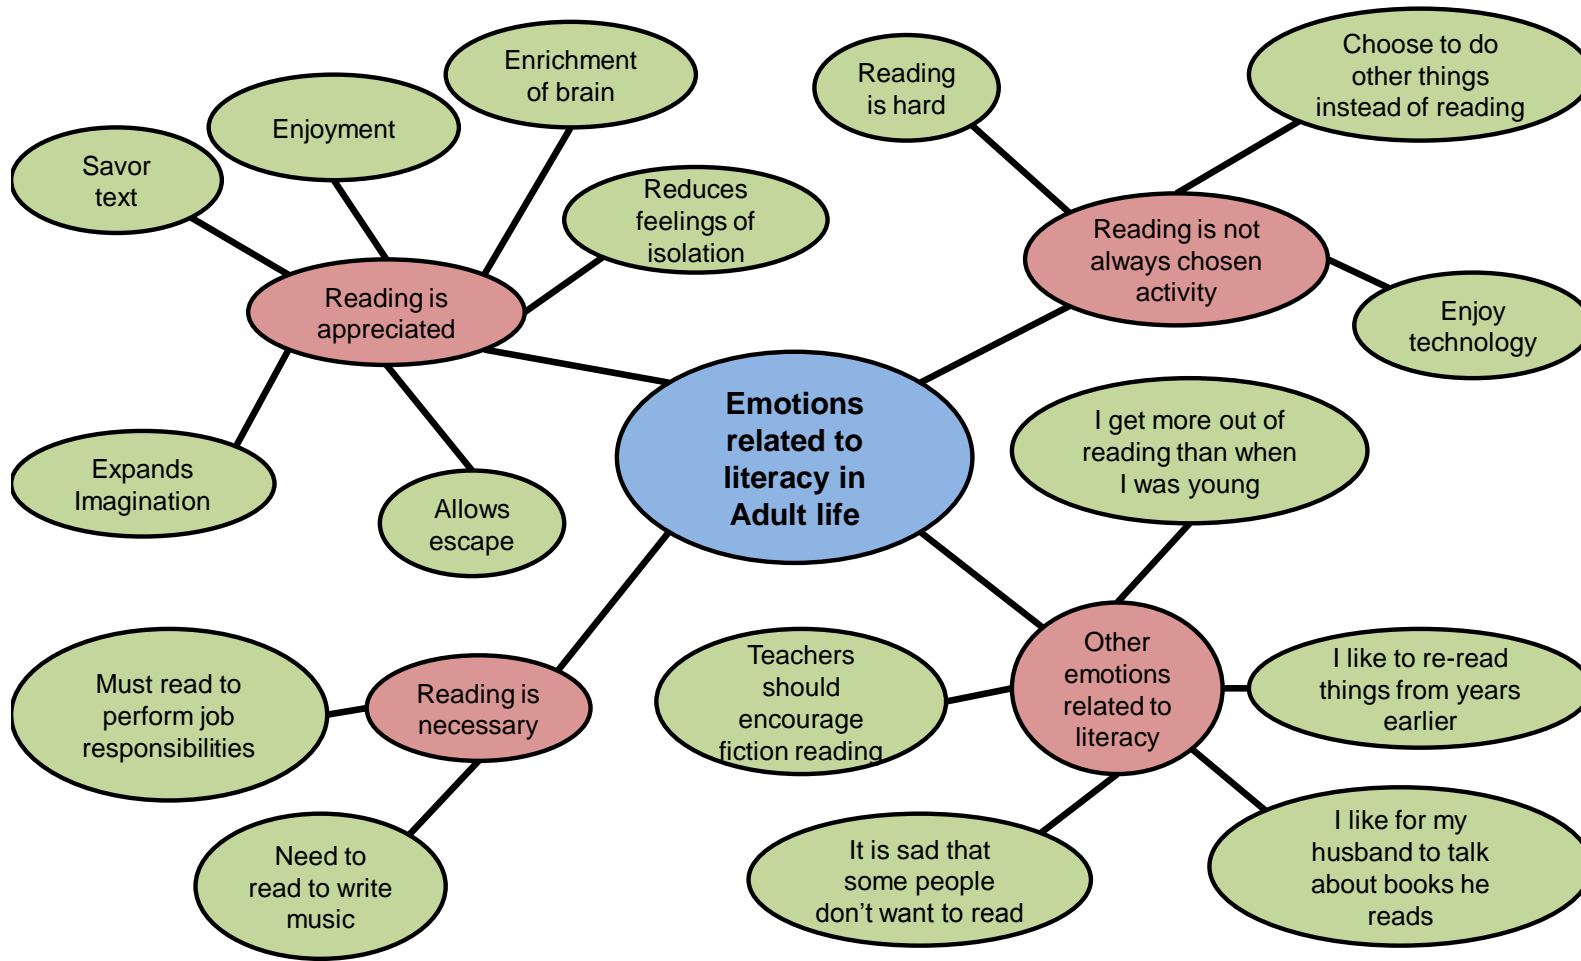 Enrichment
of brain
Enjoyment
Savor
text
Reduces
feelings of
isolation
Reading is
appreciated
Expands
Imagination
Allows
escape
Reading
is hard
Choose to do
other things
instead of reading
Reading is not
always chosen
activity
Enjoy
technology
Emotions
related to
literacy in
Adult life
I get more out of
reading than when
I was young
Must read to
perform job
responsibilities
Reading is
necessary
Need to
read to write
music
Teachers
should
encourage
fiction reading
Other
emotions
related to
literacy
I like to re-read
things from years
earlier
It is sad that
some people
don’t want to read
I like for my
husband to talk
about books he
reads